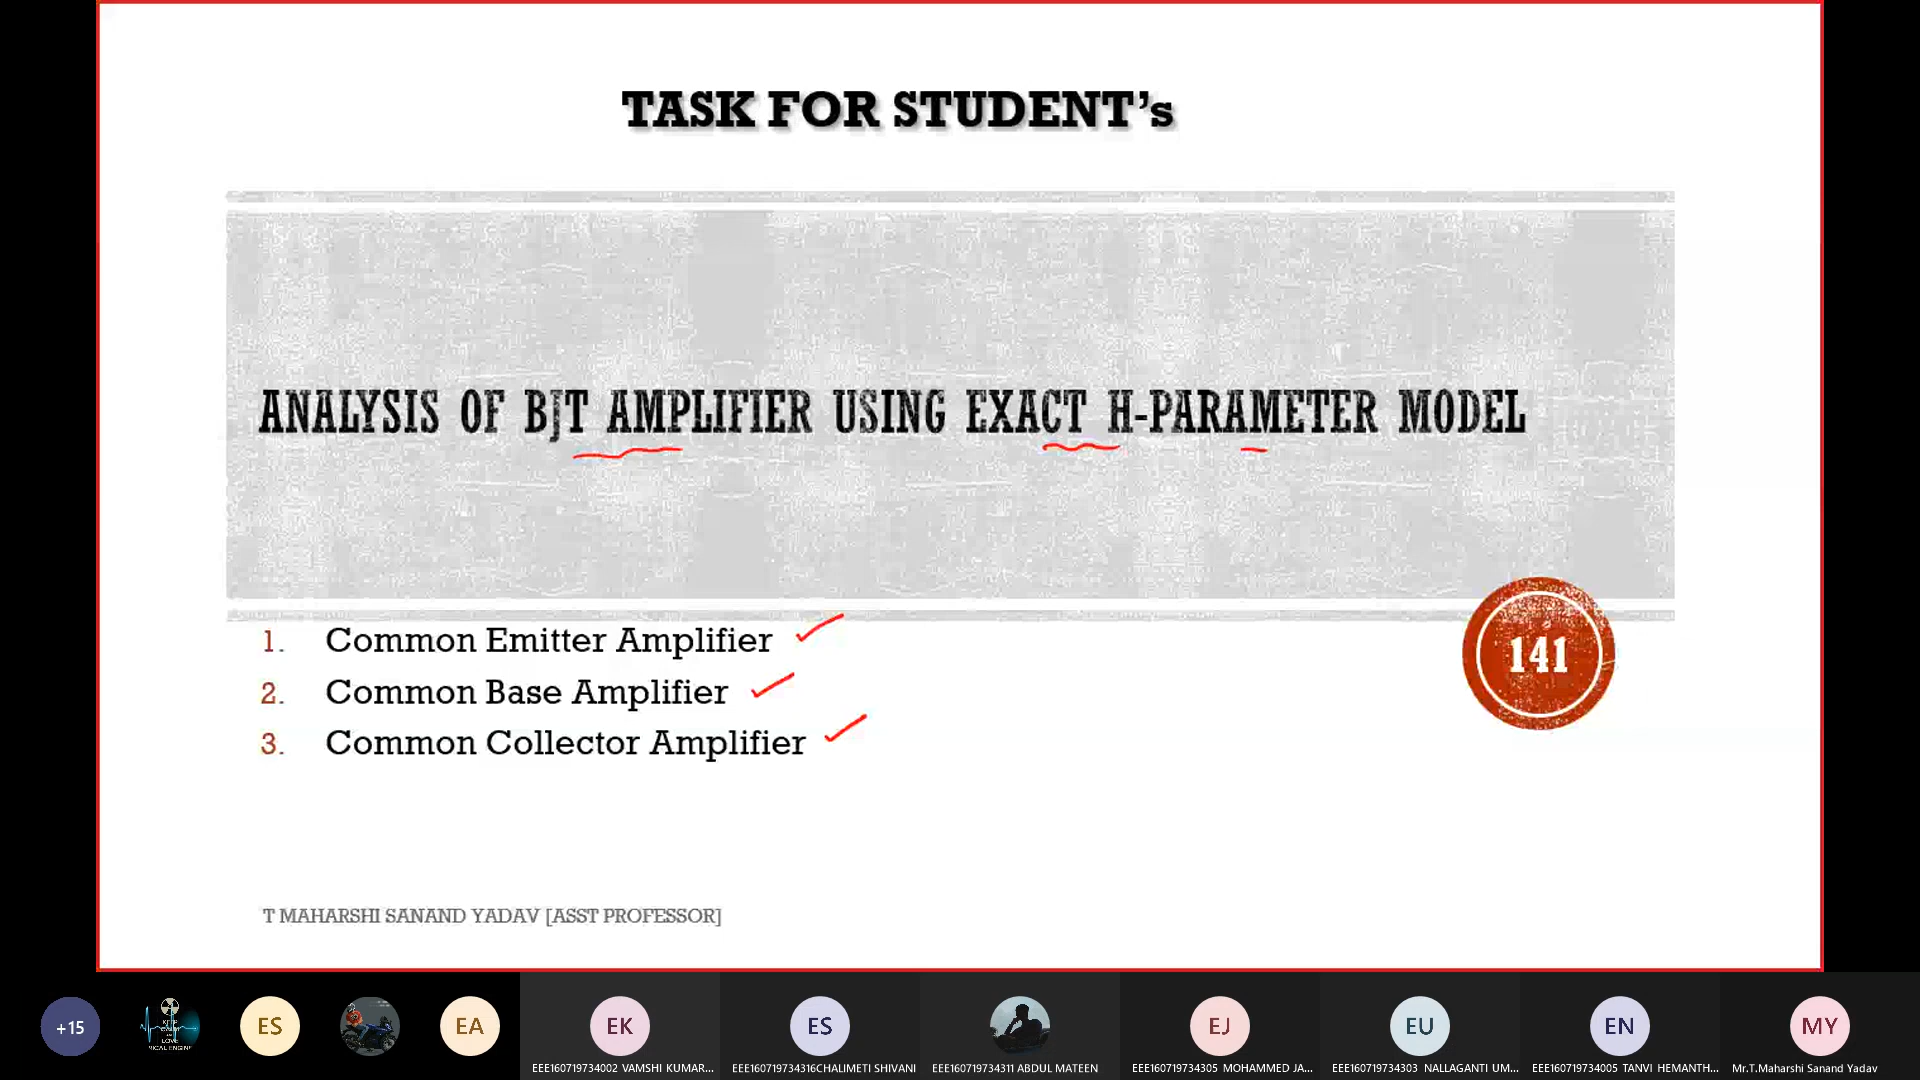 TASK FOR STUDENT's
ANALYSIS OF BJT AMPLIFIER USING EXACT H-PARAMETER MODEL
1. Common Emitter Amplifier
2. Common Base Amplifier
3. Common Collector Amplifier
141
T MAHARSHI SANAND YADAV [ASST PROFESSOR]
+15
ES
EA
EK
ES
EJ
EU
EN
MY
EEE160719734002 VAMSHI KUMAR...
EEE160719734316CHALIMETI SHIVANI
EEE160719734311 ABDUL MATEEN
EEE160719734305 MOHAMMED JA...
EEE160719734303 NALLAGANTI UM...
EEE160719734005 TANVI HEMANTH...
Mr.T.Maharshi Sanand Yadav